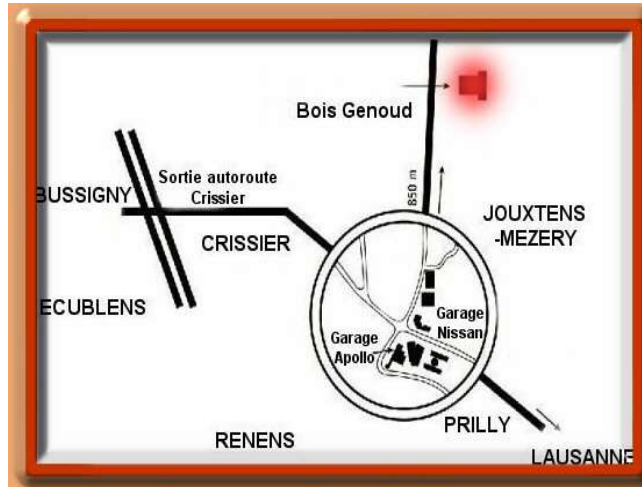 Bois Genoud
Sortie autoroute
Crissier
BUSSIGNY
850 m
JOUXTENS
-MEZERY
CRISSIER
ECUBLENS
Garage
Nissan
Garage
Apollo
PRILLY
RENENS
LAUSANNE